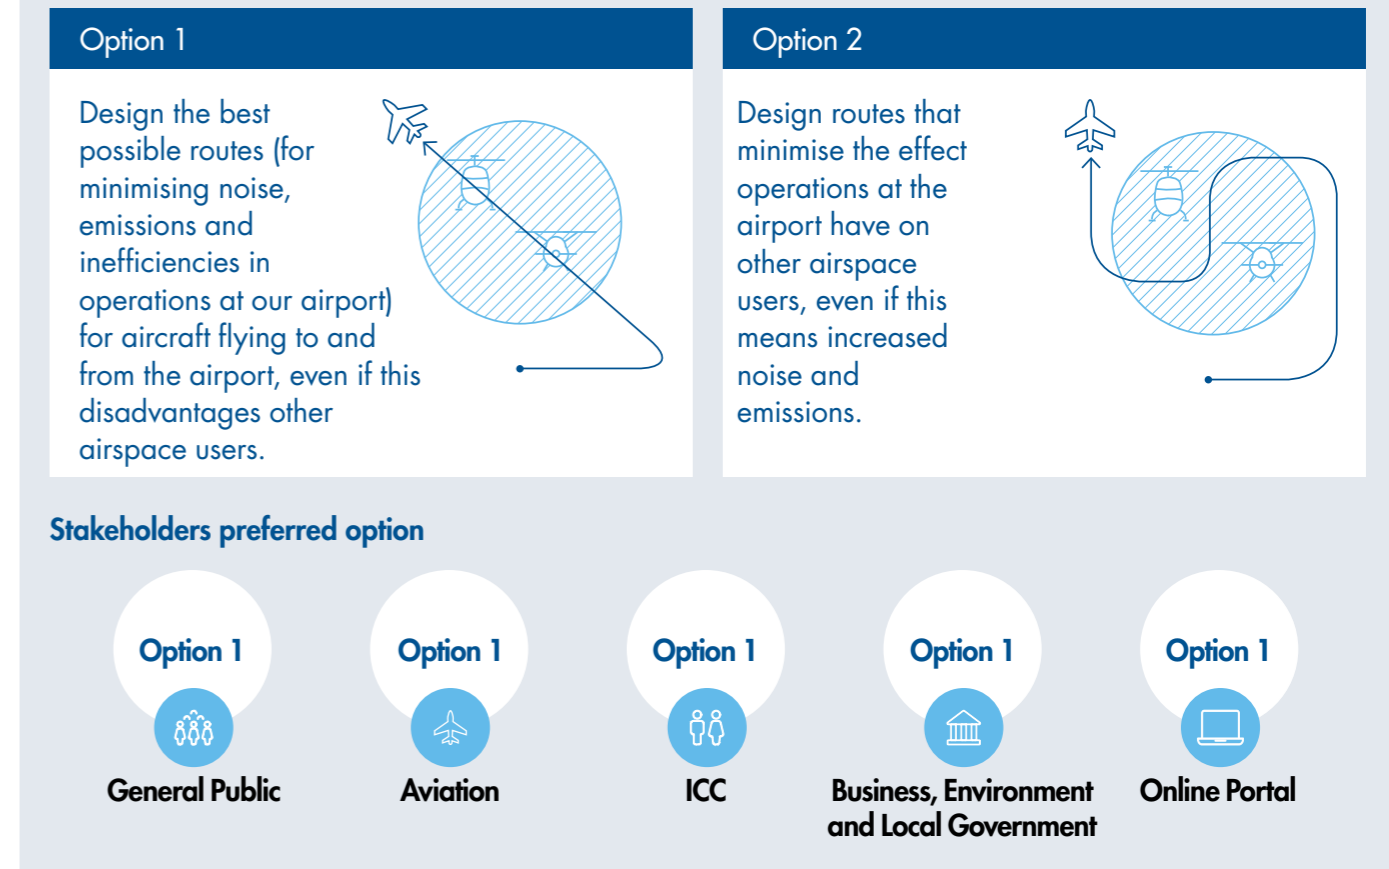 Option 1
Design the best
possible routes (for
minimising noise,
emissions and
inefficiencies in
operations at our airport)
for aircraft flying to and
from the airport, even if this
disadvantages other
airspace users.
Option 2
Design routes that
minimise the effect
operations at the
airport have on
other airspace
users, even if this
means increased
noise and
emissions.
Stakeholders preferred option
Option 1
General Public
Option 1
Aviation
Option 1
ICC
Option 1
Business, Environment
and Local Government
Option 1
Online Portal